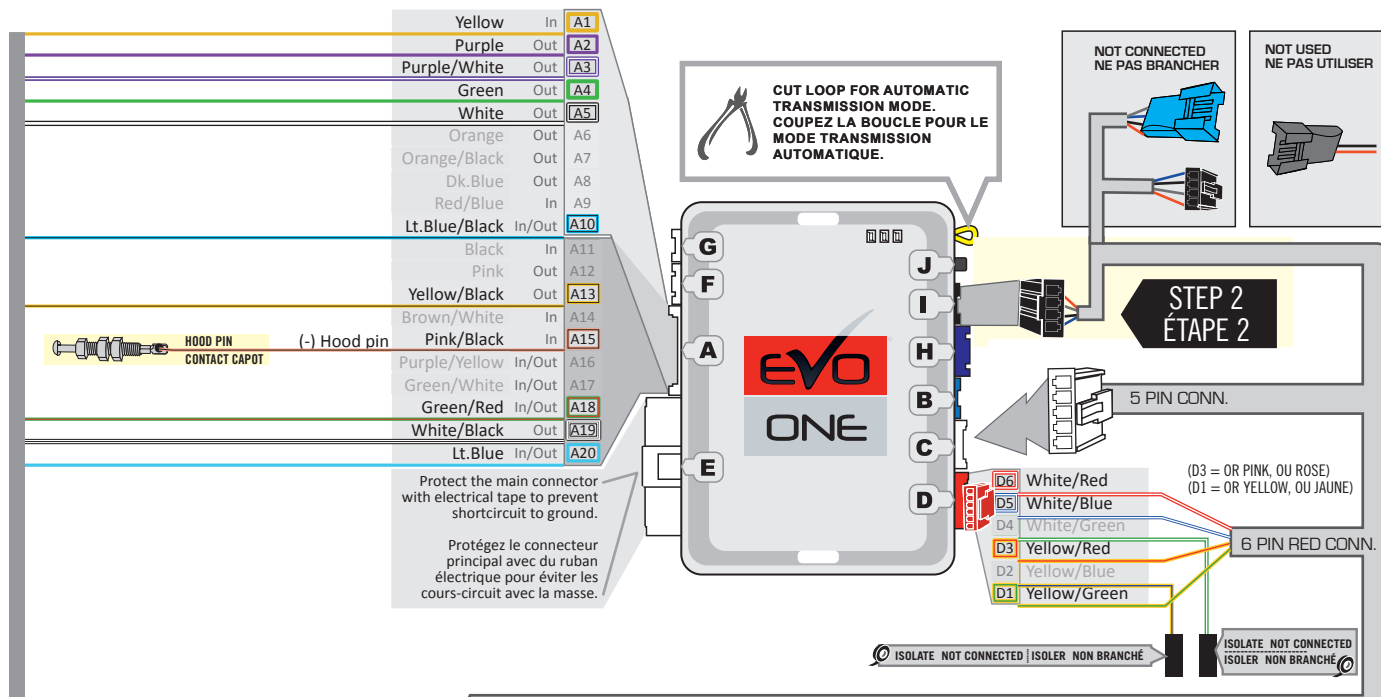 Yellow In A1
Purple Out A2
Purple/White Out A3
Green Out A4
White Out A5
Orange Out A6
Orange/Black Out A7
Dk.Blue Out A8
Red/Blue In A9
Lt.Blue/Black In/Out A10
Black In A11
Pink Out A12
Yellow/Black Out A13
Brown/White In A14
HOOD PIN
CONTACT CAPOT
(-) Hood pin Pink/Black In A15
Purple/Yellow In/Out A16
Green/White In/Out A17
Green/Red In/Out A18
White/Black Out A19
Lt.Blue In/Out A20
Protect the main connector
with electrical tape to prevent
shortcircuit to ground.
Protégez le connecteur
principal avec du ruban
électrique pour éviter les
cours-circuit avec la masse.
CUT LOOP FOR AUTOMATIC
TRANSMISSION MODE.
COUPEZ LA BOUCLE POUR LE
MODE TRANSMISSION
AUTOMATIQUE.
G
F
A
E
EVO
ONE
J
I
H
B
C
D
NOT CONNECTED
NE PAS BRANCHER
NOT USED
NE PAS UTILISER
STEP 2
ÉTAPE 2
5 PIN CONN.
D6 White/Red
D5 White/Blue
D4 White/Green
D3 Yellow/Red
D2 Yellow/Blue
D1 Yellow/Green
(D3 = OR PINK, OU ROSE)
(D1 = OR YELLOW, OU JAUNE)
6 PIN RED CONN.
ISOLATE NOT CONNECTED ISOLER NON BRANCHÉ
ISOLATE NOT CONNECTED
ISOLER NON BRANCHÉ